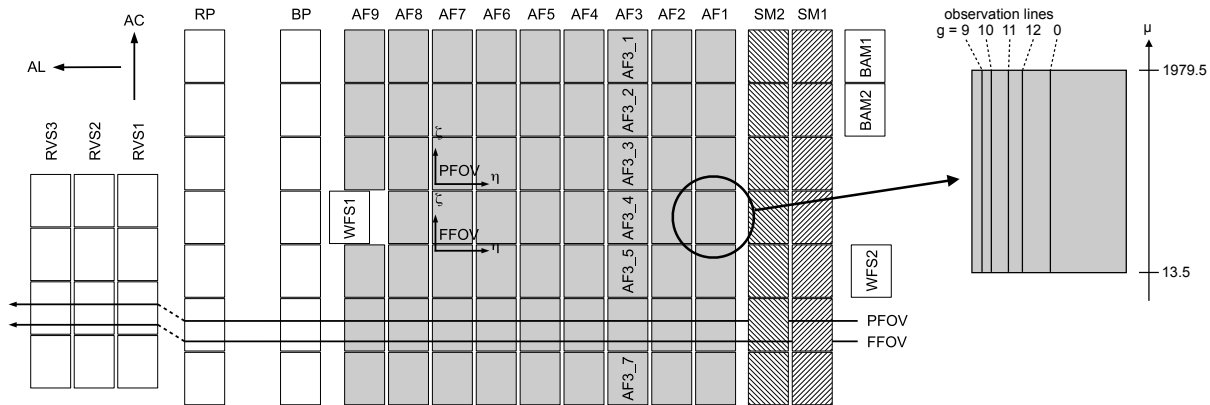 RP BP AF9 AF8 AF7 AF6 AF5 AF4 AF3 AF2 AF1 SM2 SM1
AC
AL
RVS3 RVS2 RVS1
AF3_1
AF3_2
AF3_3
AF3_4
AF3_5
AF3_7
ζ
PFOV η
ζ
FFOV η
WFS1
BAM1
BAM2
WFS2
PFOV
FFOV
observation lines
g = 9 10 11 12 0
μ
1979.5
13.5